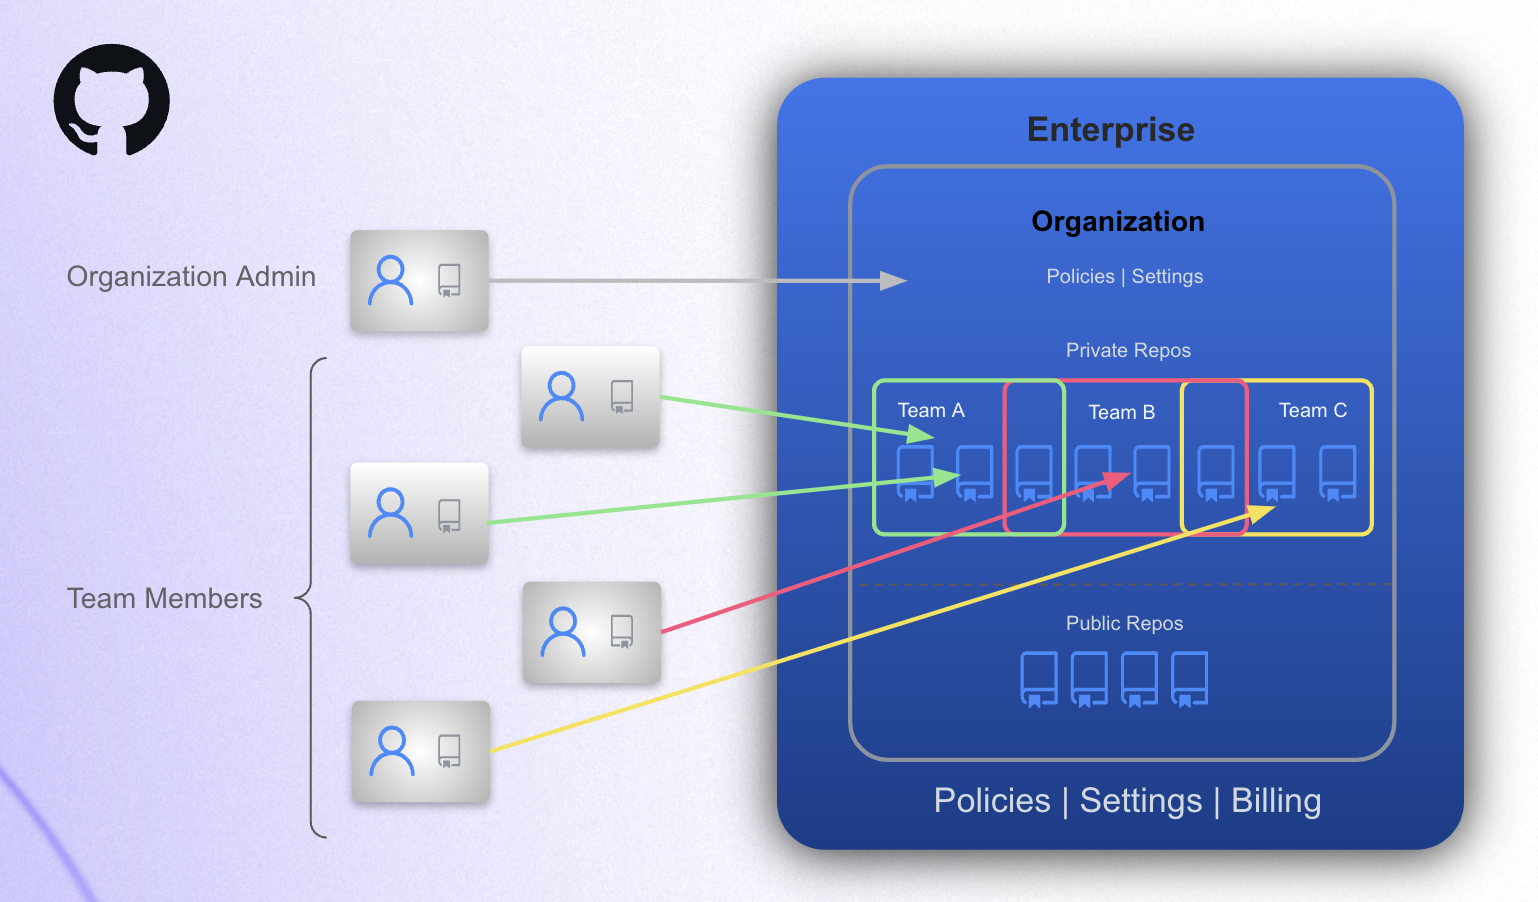 Enterprise
Organization
Organization Admin
Policies | Settings
Private Repos
Team A
Team B
Team C
Team Members
Public Repos
Policies | Settings | Billing